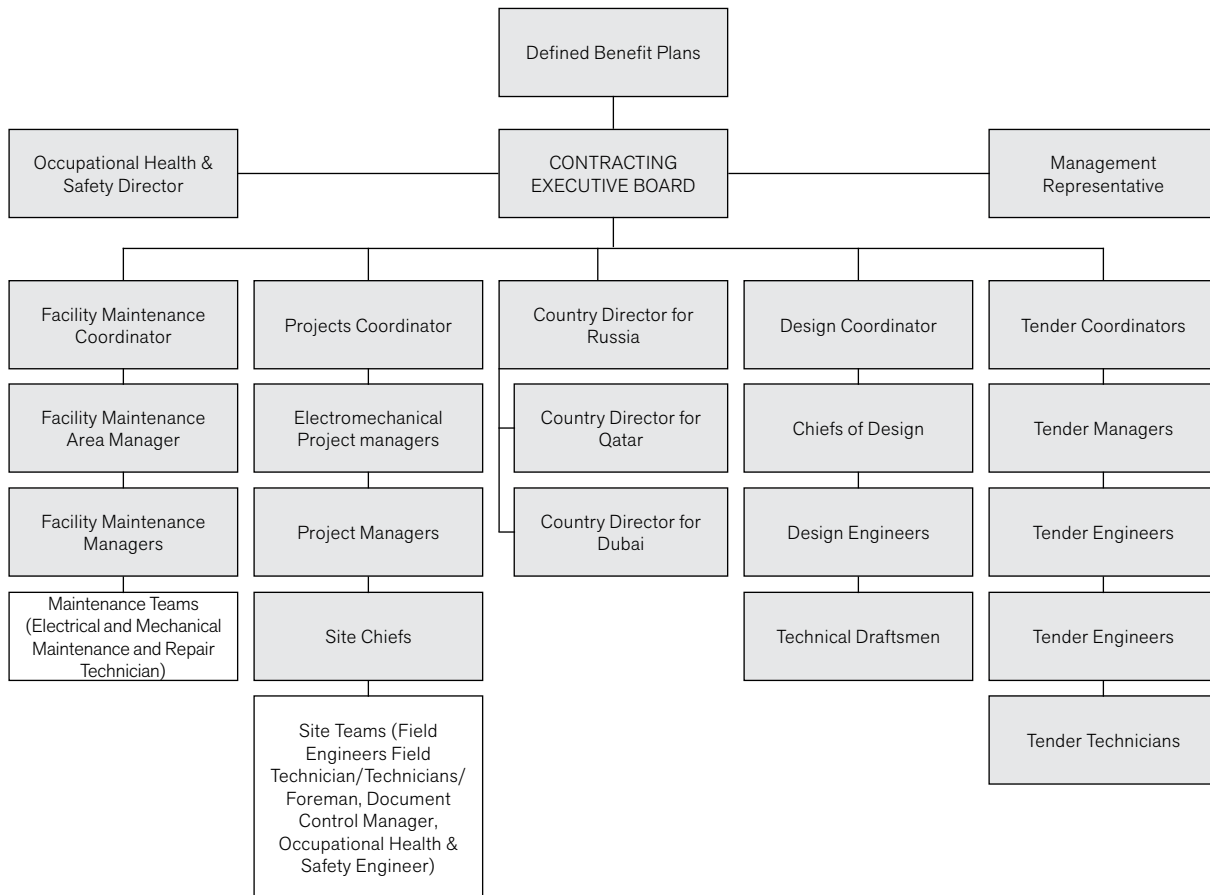 Defined Benefit Plans
Occupational Health &
Safety Director
CONTRACTING
EXECUTIVE BOARD
Management
Representative
Facility Maintenance
Coordinator
Projects Coordinator
Country Director for
Russia
Design Coordinator
Tender Coordinators
Facility Maintenance
Area Manager
Electromechanical
Project managers
Country Director for
Qatar
Chiefs of Design
Tender Managers
Facility Maintenance
Managers
Project Managers
Country Director for
Dubai
Design Engineers
Tender Engineers
Maintenance Teams
(Electrical and Mechanical
Maintenance and Repair
Technician)
Site Chiefs
Technical Draftsmen
Tender Engineers
Site Teams (Field
Engineers Field
Technician/Technicians/
Foreman, Document
Control Manager,
Occupational Health &
Safety Engineer)
Tender Technicians